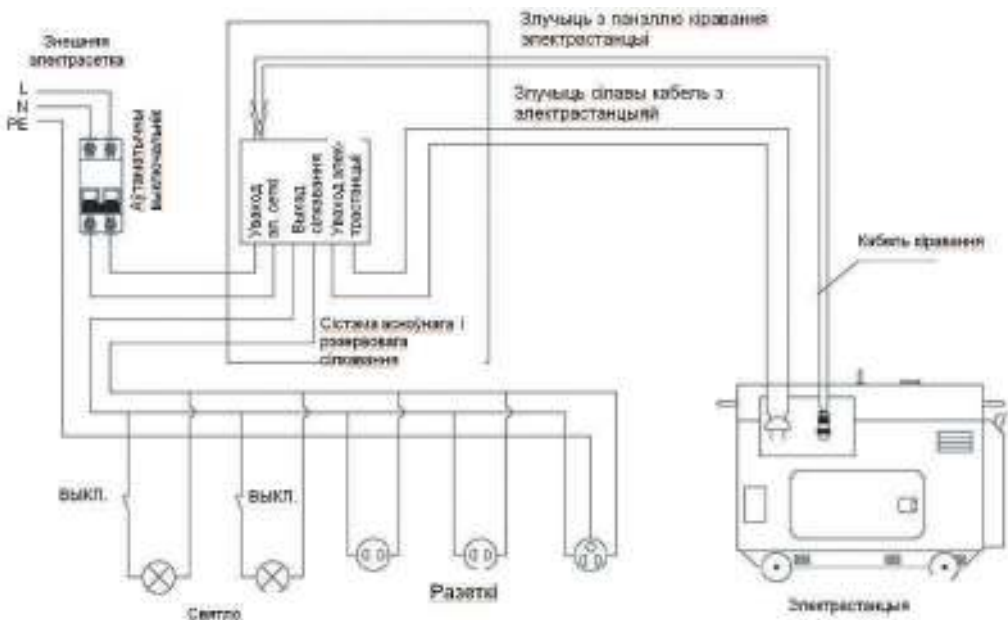 Злучыць з панэллю кіравання
электрастанцыі
Знешняя
электрасетка
L
N
PE
Злучыць сілавы кабель з
электрастанцыяй
Аўтаматычны
выключальнік
Уваход
эл. сеткі
Выхад
сілкавання
Уваход элек-
трастанцыі
Кабель кіравання
Сістэма асноўнага і
рэзервовага
сілкавання
ВЫКЛ.
ВЫКЛ.
Разеткі
Святло
Электрастанцыя